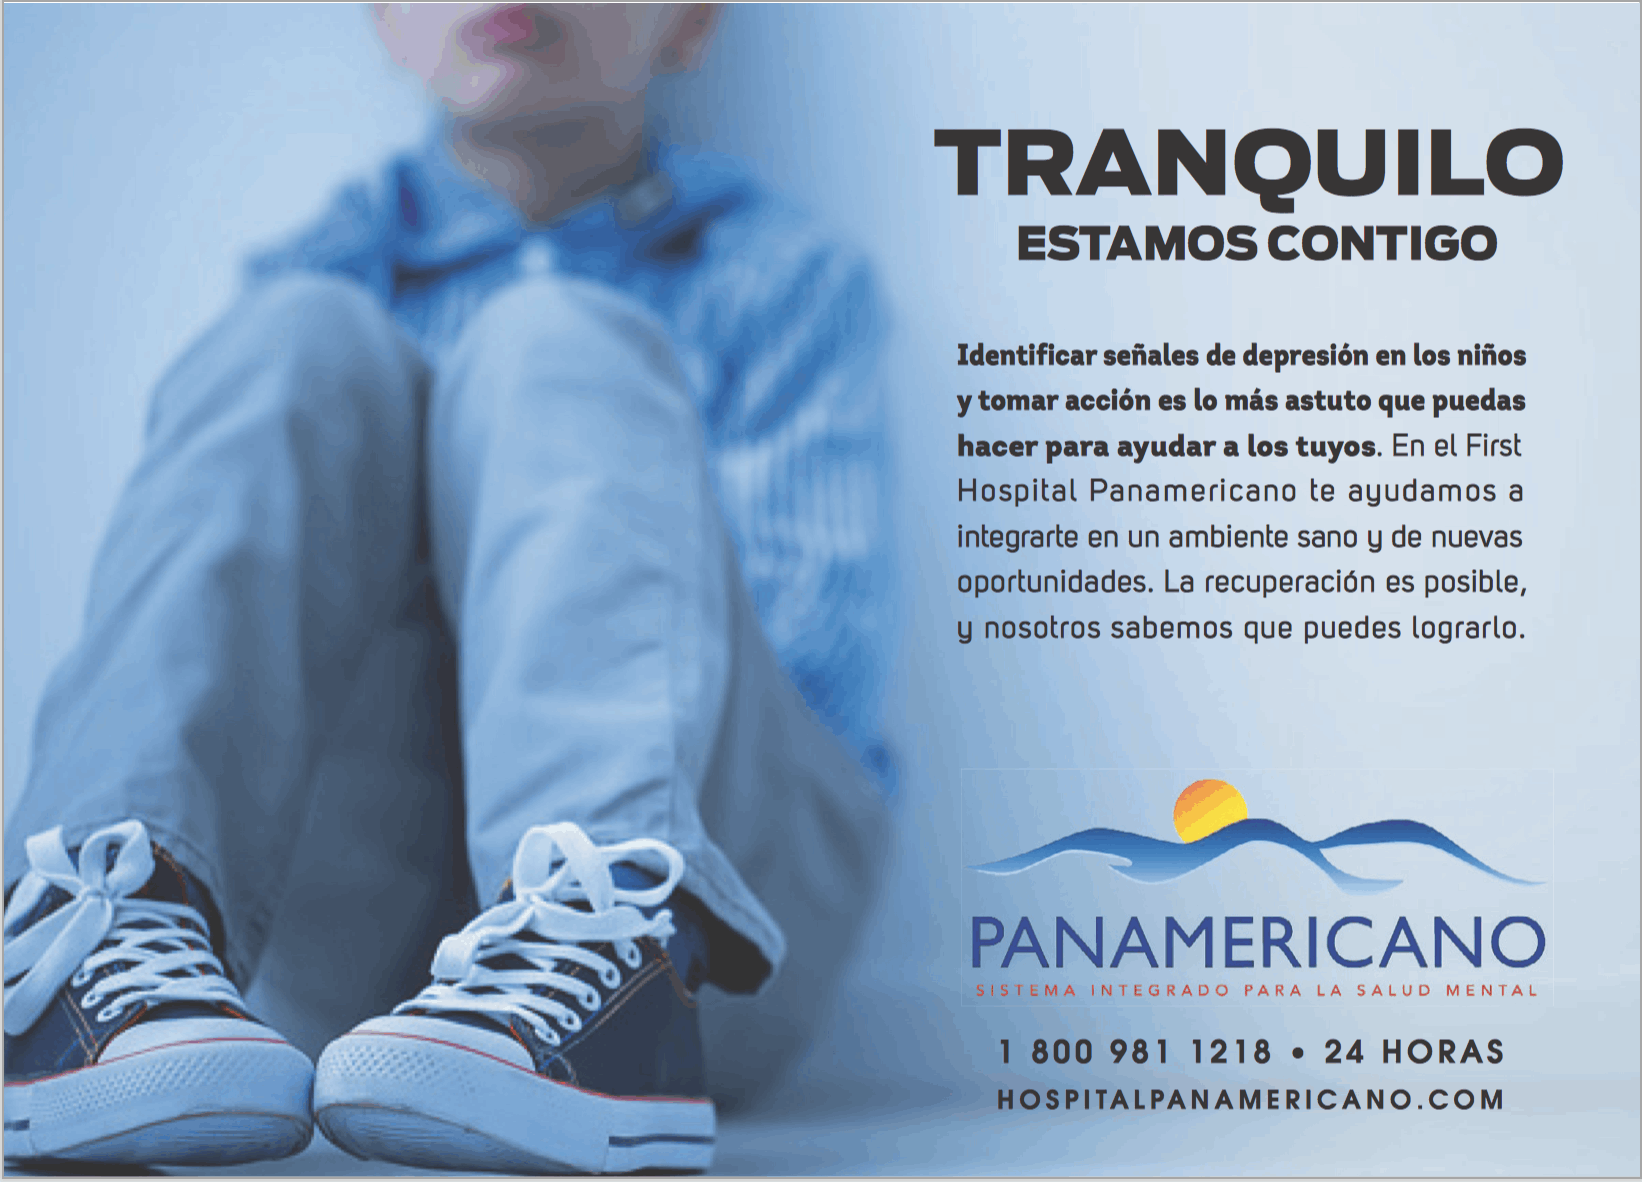 TRANQUILO
ESTAMOS CONTIGO
Identificar señales de depresión en los niños
y tomar acción es lo más astuto que puedas
hacer para ayudar a los tuyos. En el First
Hospital Panamericano te ayudamos a
integrarte en un ambiente sano y de nuevas
oportunidades. La recuperación es posible,
y nosotros sabemos que puedes lograrlo.
PANAMERICANO
SISTEMA INTEGRADO PARA LA SALUD MENTAL
1 800 981 1218 • 24 HORAS
HOSPITALPANAMERICANO.COM